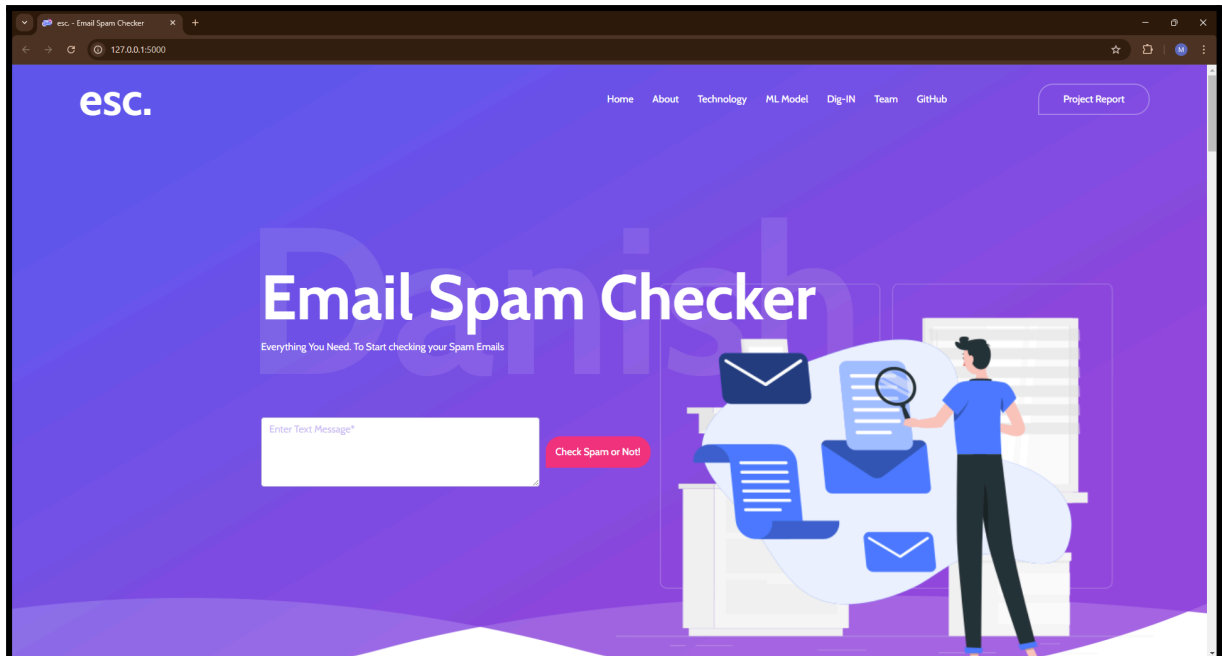 esc. - Email Spam Checker
127.0.0.1:5000
M
esc.
Home About Technology ML Model Dig-IN Team GitHub
Project Report
Danish
Email Spam Checker
Everything You Need. To Start checking your Spam Emails
Enter Text Message*
Check Spam or Not!